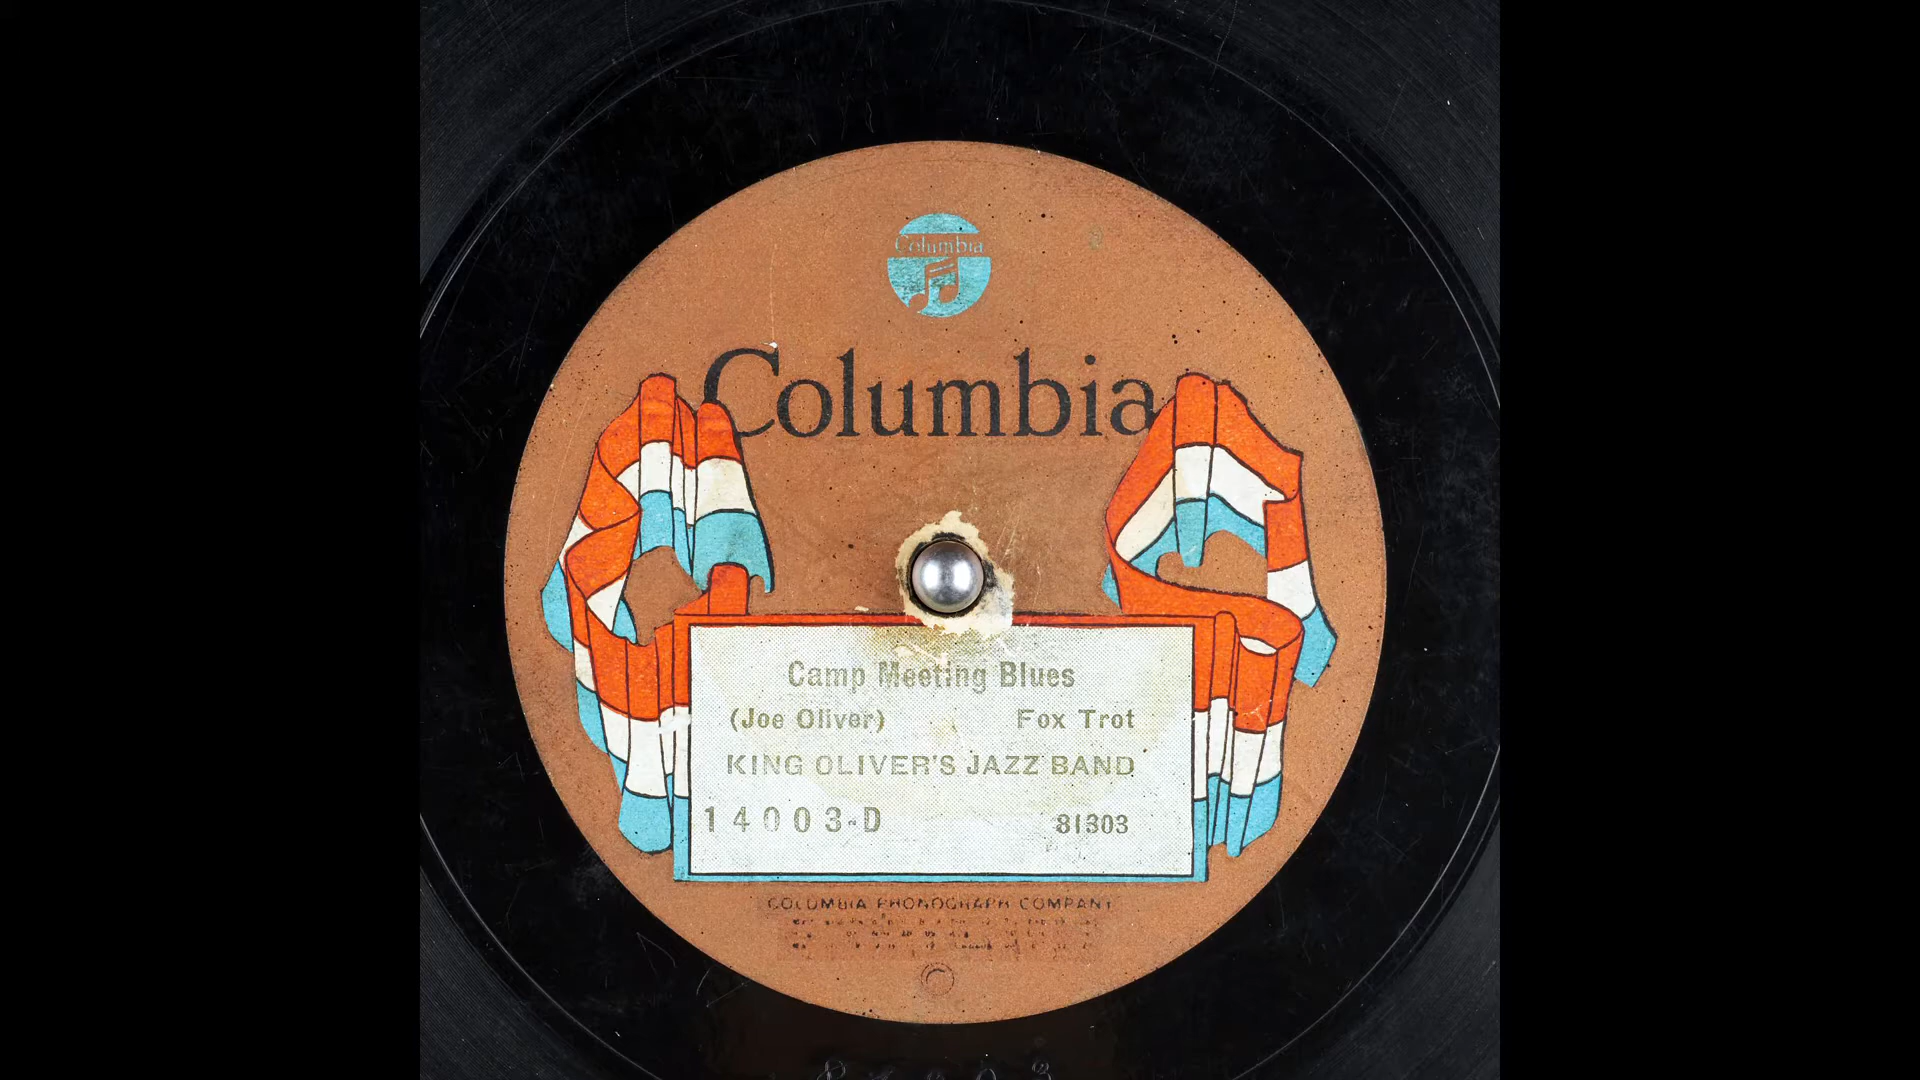 Columbia
Columbia
Camp Meeting Blues
(Joe Oliver) Fox Trot
KING OLIVER'S JAZZ BAND
14003-D 81303
COLUMBIA PHONOGRAPH COMPANY